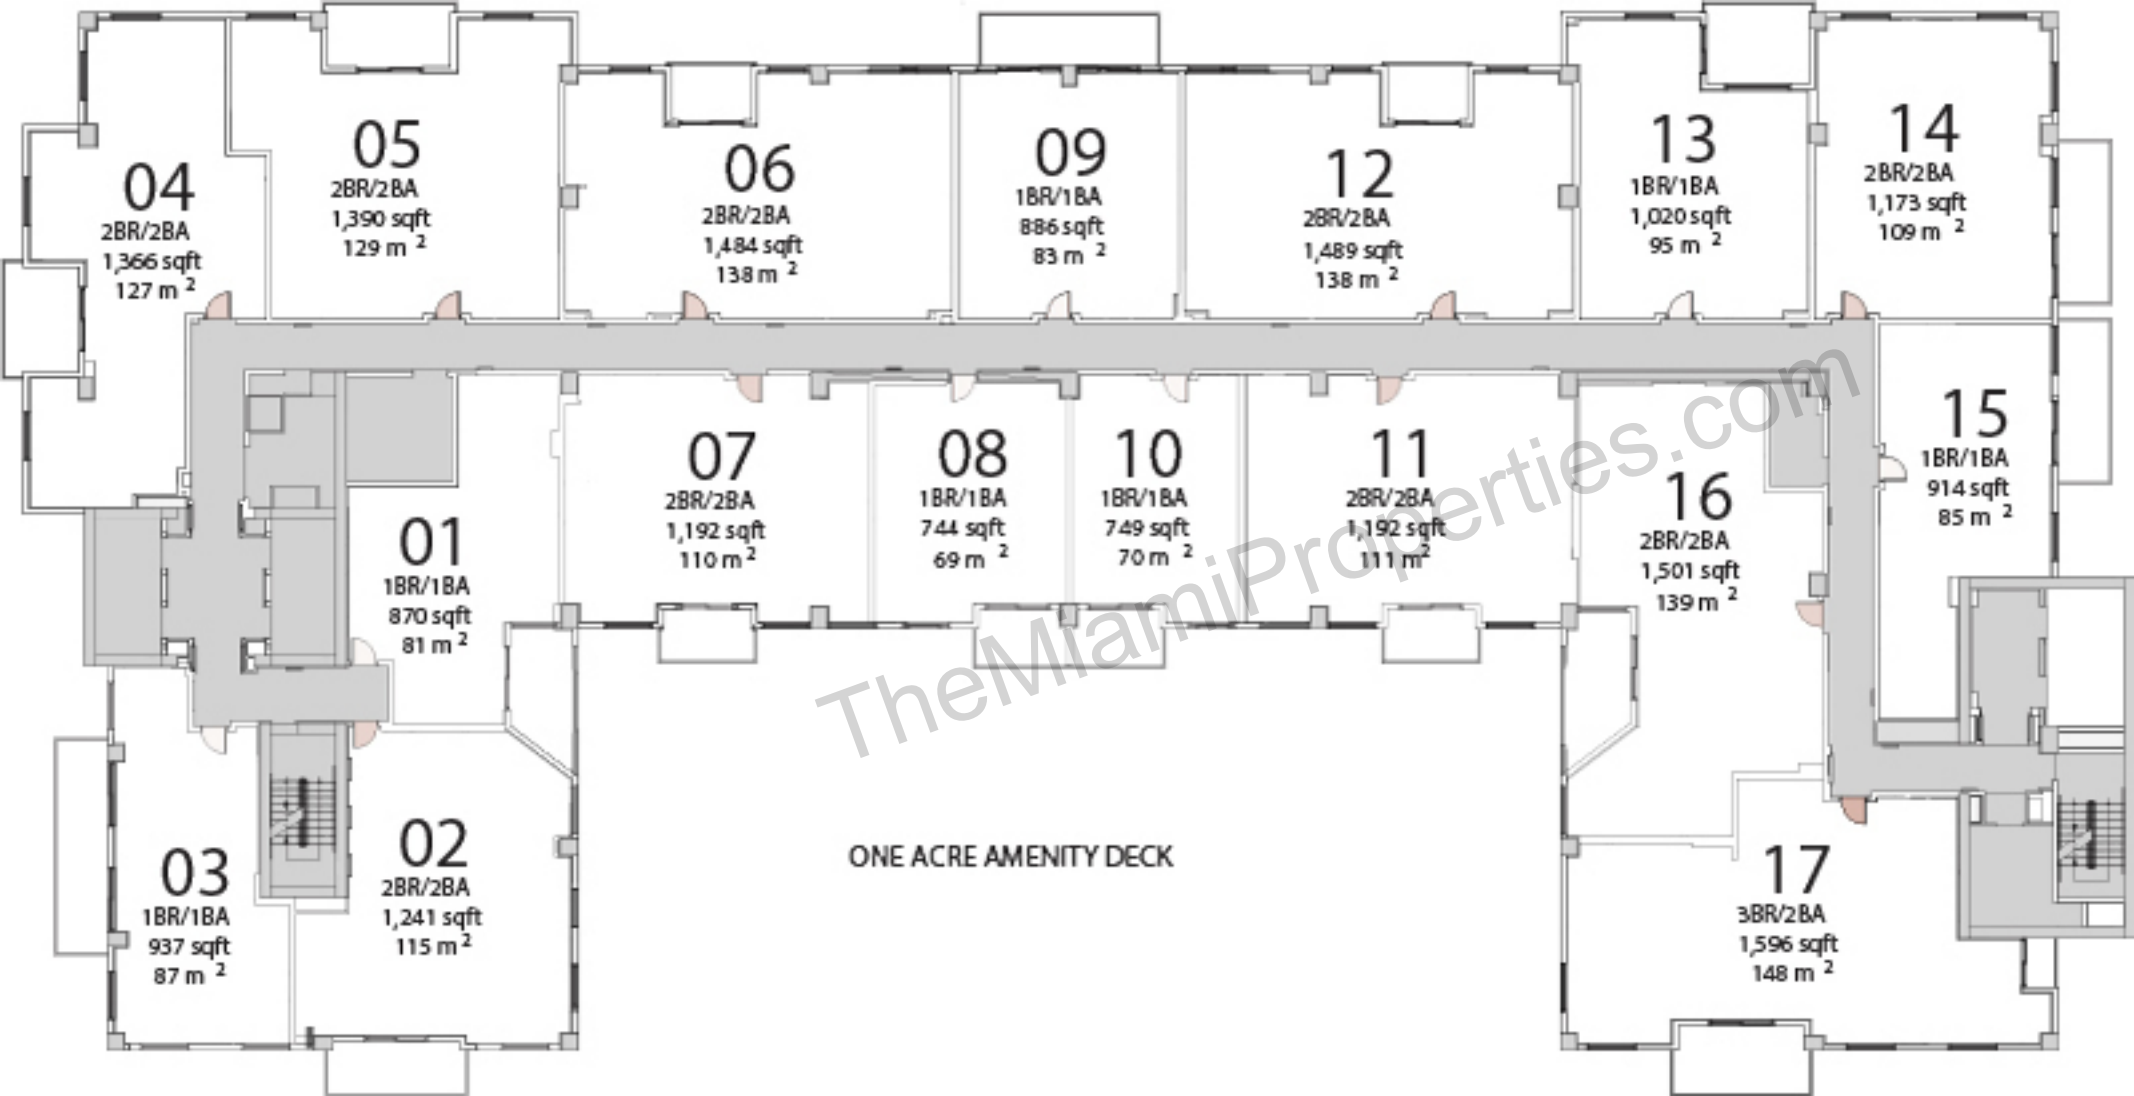 04
2BR/2BA
1,366 sqft
127 m 2
05
2BR/2BA
1,390 sqft
129 m 2
06
2BR/2BA
1,484 sqft
138 m 2
09
1BR/1BA
886 sqft
83 m 2
12
2BR/2BA
1,489 sqft
138 m 2
13
1BR/1BA
1,020 sqft
95 m 2
14
2BR/2BA
1,173 sqft
109 m 2
01
1BR/1BA
870 sqft
81 m 2
07
2BR/2BA
1,192 sqft
110 m 2
08
1BR/1BA
744 sqft
69 m 2
10
1BR/1BA
749 sqft
70 m 2
11
2BR/2BA
1,192 sqft
111 m 2
16
2BR/2BA
1,501 sqft
139 m 2
15
1BR/1BA
914 sqft
85 m 2
TheMiamiProperties.com
03
1BR/1BA
937 sqft
87 m 2
02
2BR/2BA
1,241 sqft
115 m 2
ONE ACRE AMENITY DECK
17
3BR/2BA
1,596 sqft
148 m 2